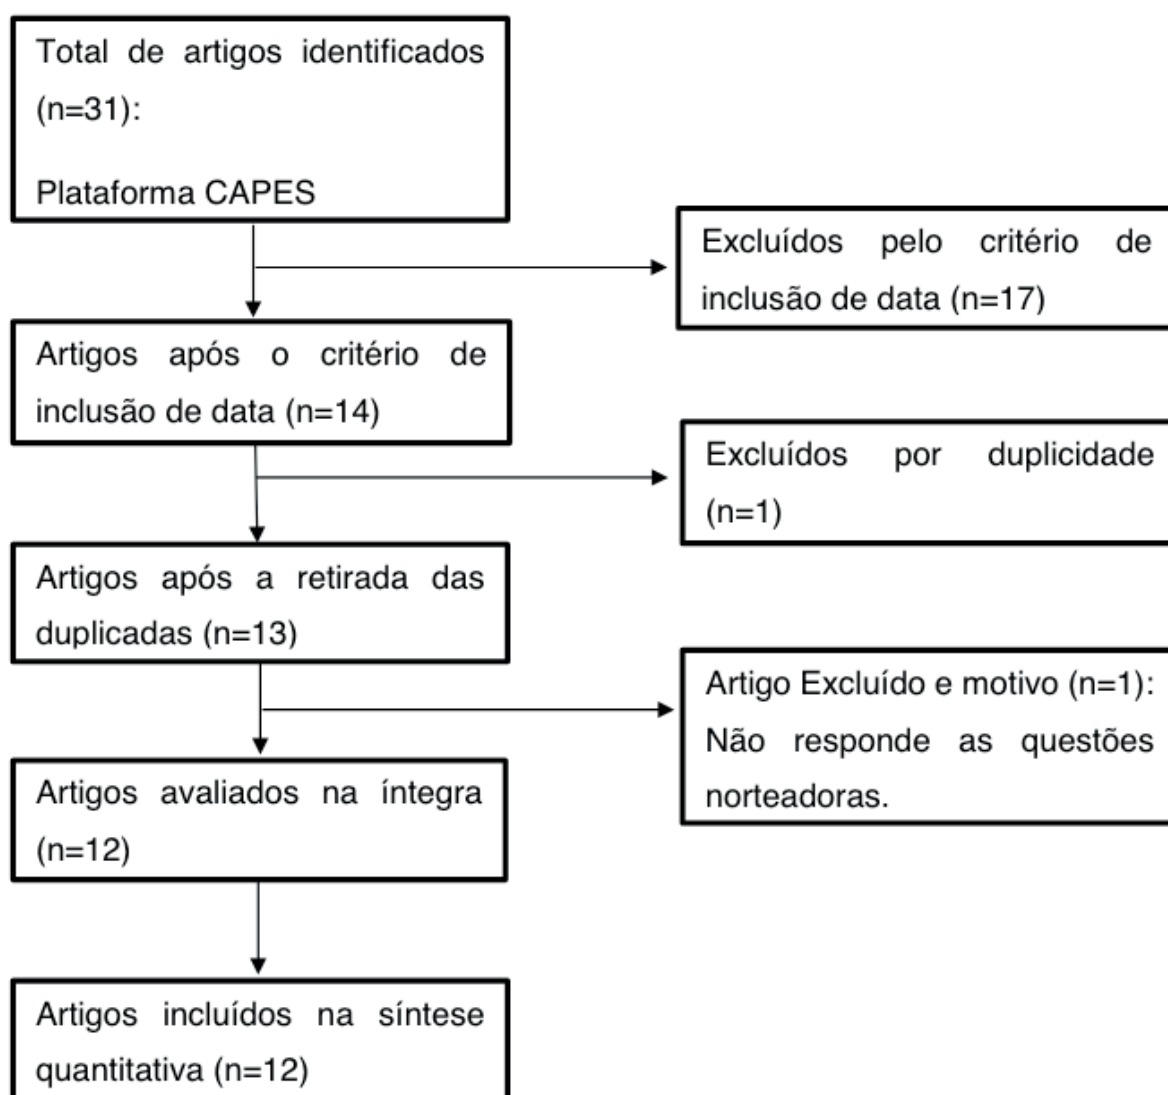 Total de artigos identificados
(n=31):
Plataforma CAPES
Excluídos pelo critério de
inclusão de data (n=17)
Artigos após o critério de
inclusão de data (n=14)
Excluídos por duplicidade
(n=1)
Artigos após a retirada das
duplicadas (n=13)
Artigo Excluído e motivo (n=1):
Não responde as questões
norteadoras.
Artigos avaliados na íntegra
(n=12)
Artigos incluídos na síntese
quantitativa (n=12)